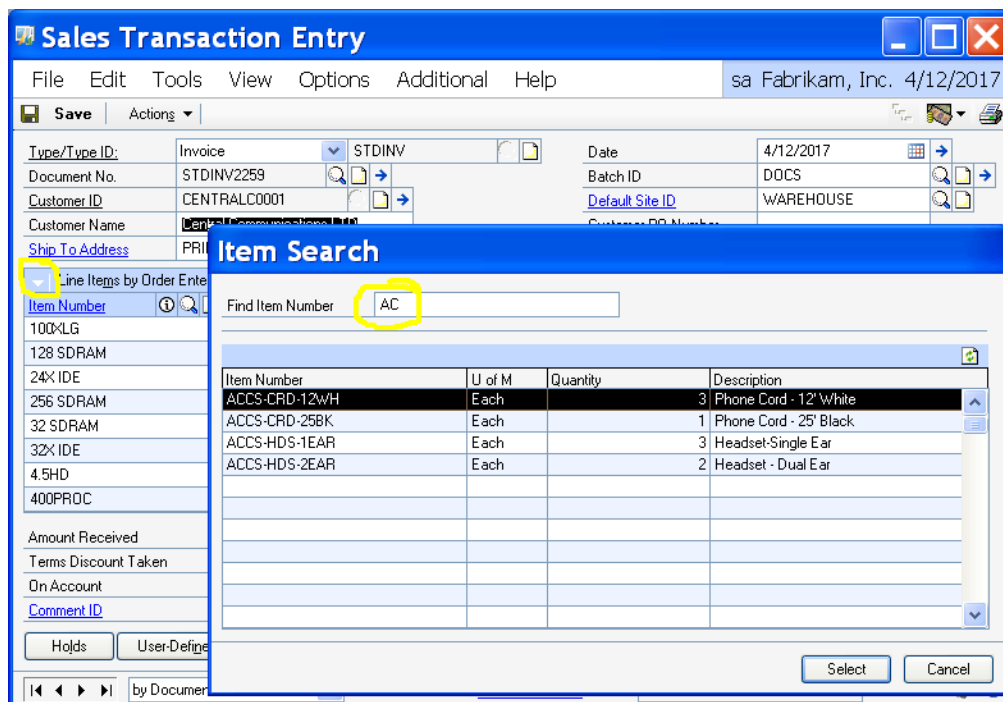 Sales Transaction Entry
File Edit Tools View Options Additional Help sa Fabrikam, Inc. 4/12/2017
Save Actions
Type/Type ID: Invoice STDINV Date 4/12/2017
Document No. STDINV2259 Batch ID DOCS
Customer ID CENTRALC0001 Default Site ID WAREHOUSE
Customer Name Central Communications LTD Customer PO Number
Ship To Address PRI
Line Items by Order Ente
Item Number
100XLG
128 SDRAM
24X IDE
256 SDRAM
32 SDRAM
32X IDE
4.5HD
400PROC
Amount Received
Terms Discount Taken
On Account
Comment ID
Holds User-Define
by Documen
Item Search
Find Item Number AC
Item Number U of M Quantity Description
ACCS-CRD-12WH Each 3 Phone Cord - 12' White
ACCS-CRD-25BK Each 1 Phone Cord - 25' Black
ACCS-HDS-1EAR Each 3 Headset-Single Ear
ACCS-HDS-2EAR Each 2 Headset - Dual Ear
Select Cancel